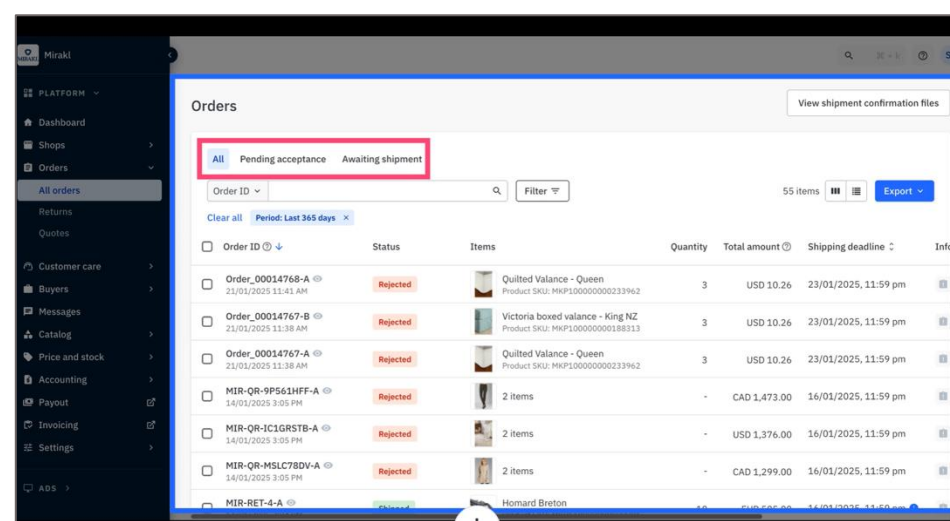 MIRAKL Mirakl
⌘ + k
PLATFORM
Dashboard
Shops
Orders
All orders
Returns
Quotes
Customer care
Buyers
Messages
Catalog
Price and stock
Accounting
Payout
Invoicing
Settings
ADS
Orders
View shipment confirmation files
All Pending acceptance Awaiting shipment
Order ID
Filter
55 items
Export
Clear all Period: Last 365 days ×
Order ID Status Items Quantity Total amount Shipping deadline
Order_00014768-A Rejected Quilted Valance - Queen 3 USD 10.26 23/01/2025, 11:59 pm
21/01/2025 11:41 AM Product SKU: MKP100000000233962
Order_00014767-B Rejected Victoria boxed valance - King NZ 3 USD 10.26 23/01/2025, 11:59 pm
21/01/2025 11:38 AM Product SKU: MKP100000000188313
Order_00014767-A Rejected Quilted Valance - Queen 3 USD 10.26 23/01/2025, 11:59 pm
21/01/2025 11:38 AM Product SKU: MKP100000000233962
MIR-QR-9P561HFF-A Rejected 2 items - CAD 1,473.00 16/01/2025, 11:59 pm
14/01/2025 3:05 PM
MIR-QR-IC1GRSTB-A Rejected 2 items - USD 1,376.00 16/01/2025, 11:59 pm
14/01/2025 3:05 PM
MIR-QR-MSLC78DV-A Rejected 2 items - CAD 1,299.00 16/01/2025, 11:59 pm
14/01/2025 3:05 PM
MIR-RET-4-A Shipped Homard Breton